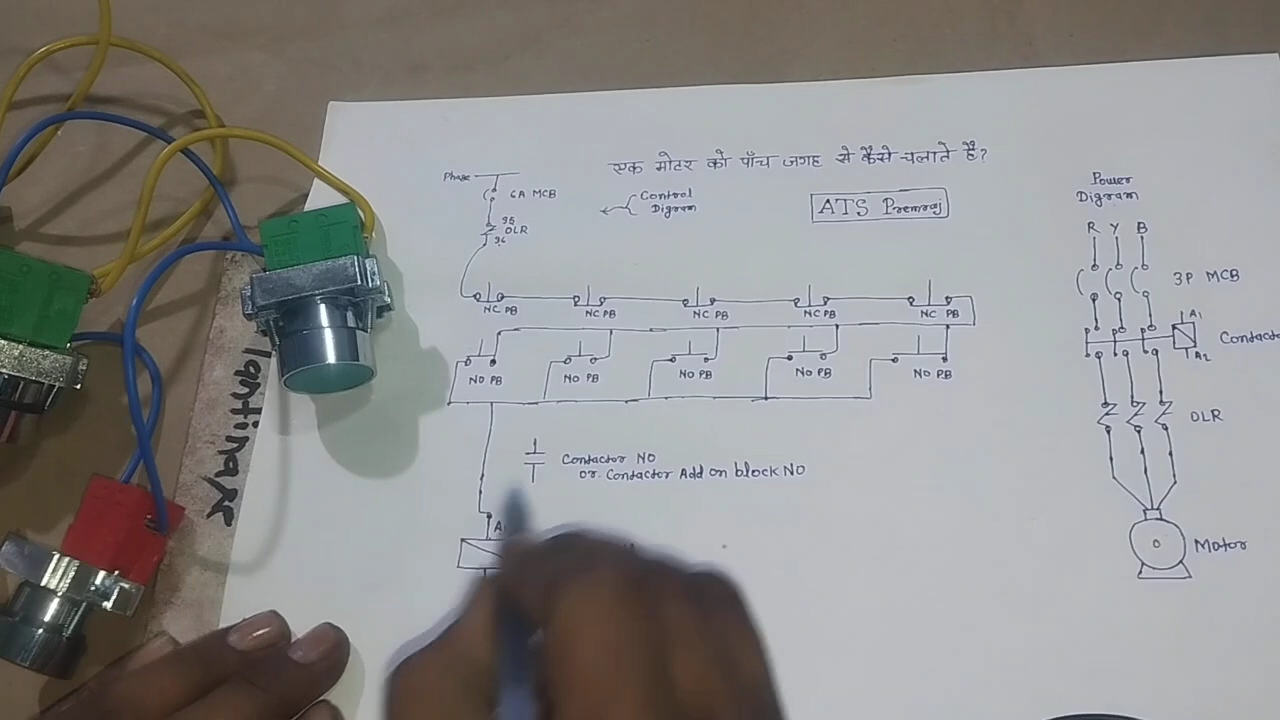 एक मोटर को पाँच जगह से कैसे चलाते है?
Phase
6A MCB
95
OLR
96
Control
Digram
ATS Premraj
NC PB
NC PB
NC PB
NC PB
NC PB
NO PB
NO PB
NO PB
NO PB
NO PB
Contactor NO
or. Contactor Add on block NO
Power
Digram
R Y B
3P MCB
A1
A2
OLR
Motor